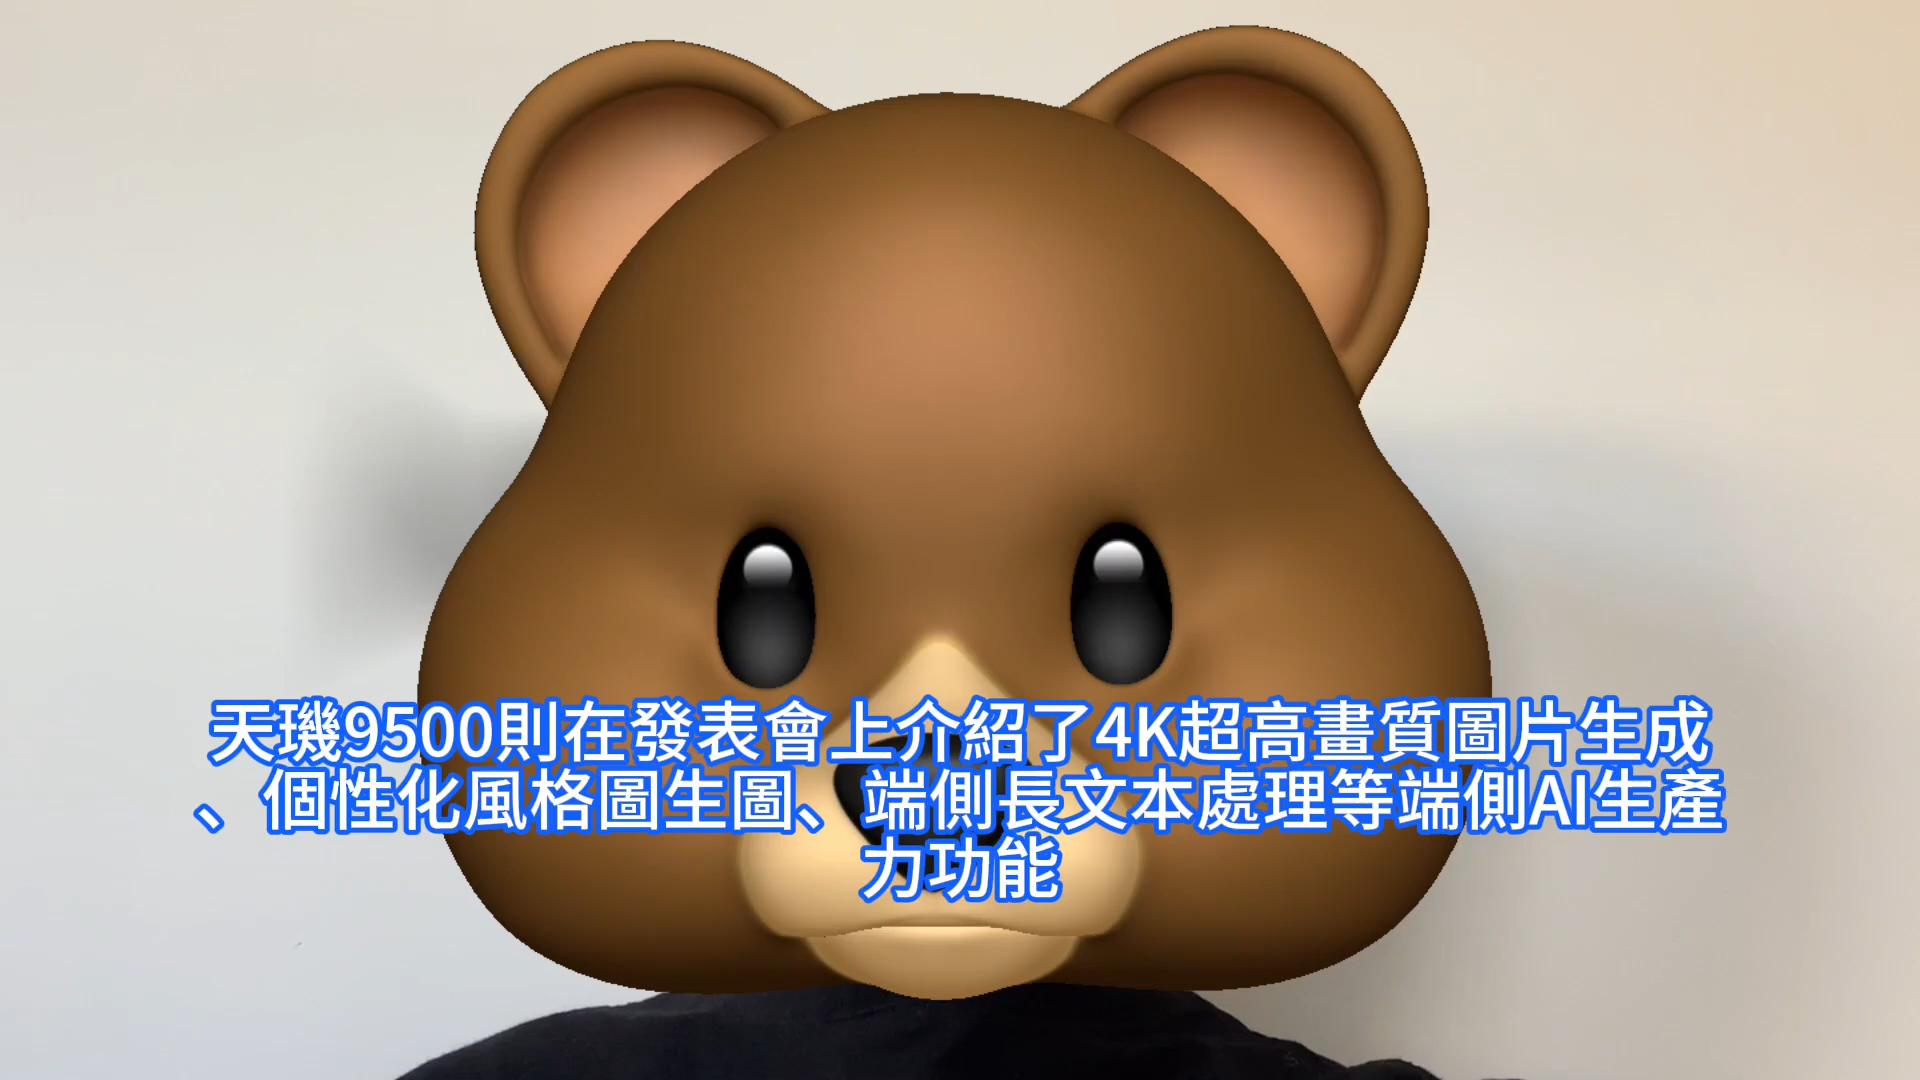 天璣9500則在發表會上介紹了4K超高畫質圖片生成
、個性化風格圖生圖、端側長文本處理等端側AI生產
力功能